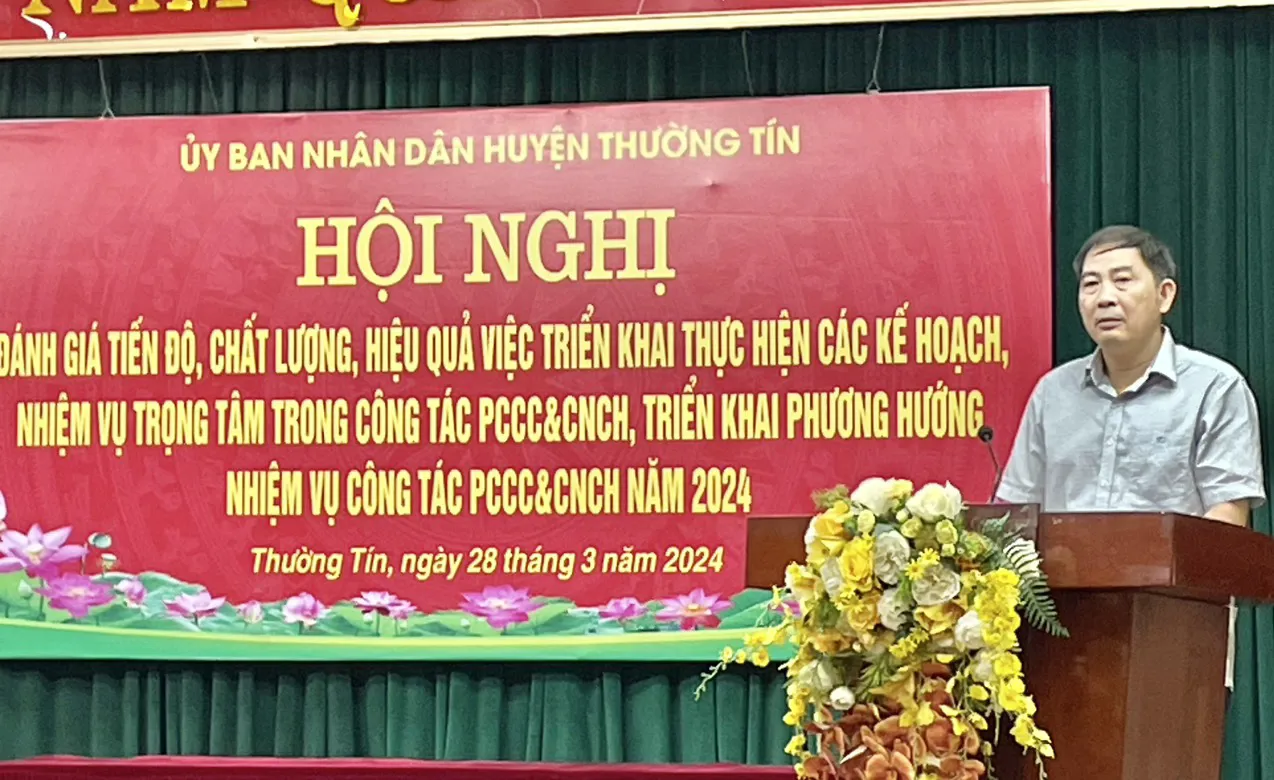 ỦY BAN NHÂN DÂN HUYỆN THƯỜNG TÍN
HỘI NGHỊ
ĐÁNH GIÁ TIẾN ĐỘ, CHẤT LƯỢNG, HIỆU QUẢ VIỆC TRIỂN KHAI THỰC HIỆN CÁC KẾ HOẠCH,
NHIỆM VỤ TRỌNG TÂM TRONG CÔNG TÁC PCCC&CNCH, TRIỂN KHAI PHƯƠNG HƯỚNG
NHIỆM VỤ CÔNG TÁC PCCC&CNCH NĂM 2024
Thường Tín, ngày 28 tháng 3 năm 2024